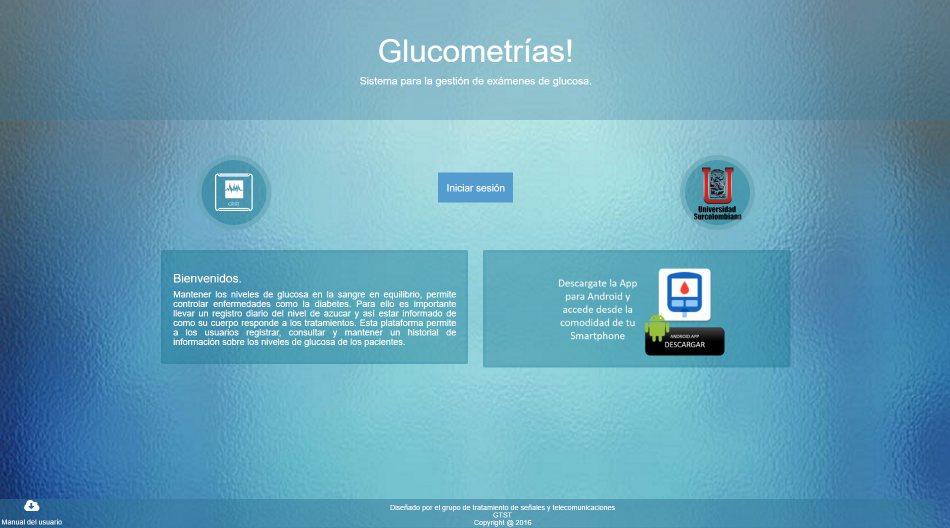 Glucometrías!
Sistema para la gestión de exámenes de glucosa.
GTST
Iniciar sesión
Universidad
Surcolombiana
Bienvenidos.
Mantener los niveles de glucosa en la sangre en equilibrio, permite
controlar enfermedades como la diabetes. Para ello es importante
llevar un registro diario del nivel de azucar y así estar informado de
como su cuerpo responde a los tratamientos. Esta plataforma permite
a los usuarios registrar, consultar y mantener un historial de
información sobre los niveles de glucosa de los pacientes.
Descargate la App
para Android y
accede desde la
comodidad de tu
Smartphone
ANDROID APP
DESCARGAR
Manual del usuario
Diseñado por el grupo de tratamiento de señales y telecomunicaciones
GTST
Copyright @ 2016